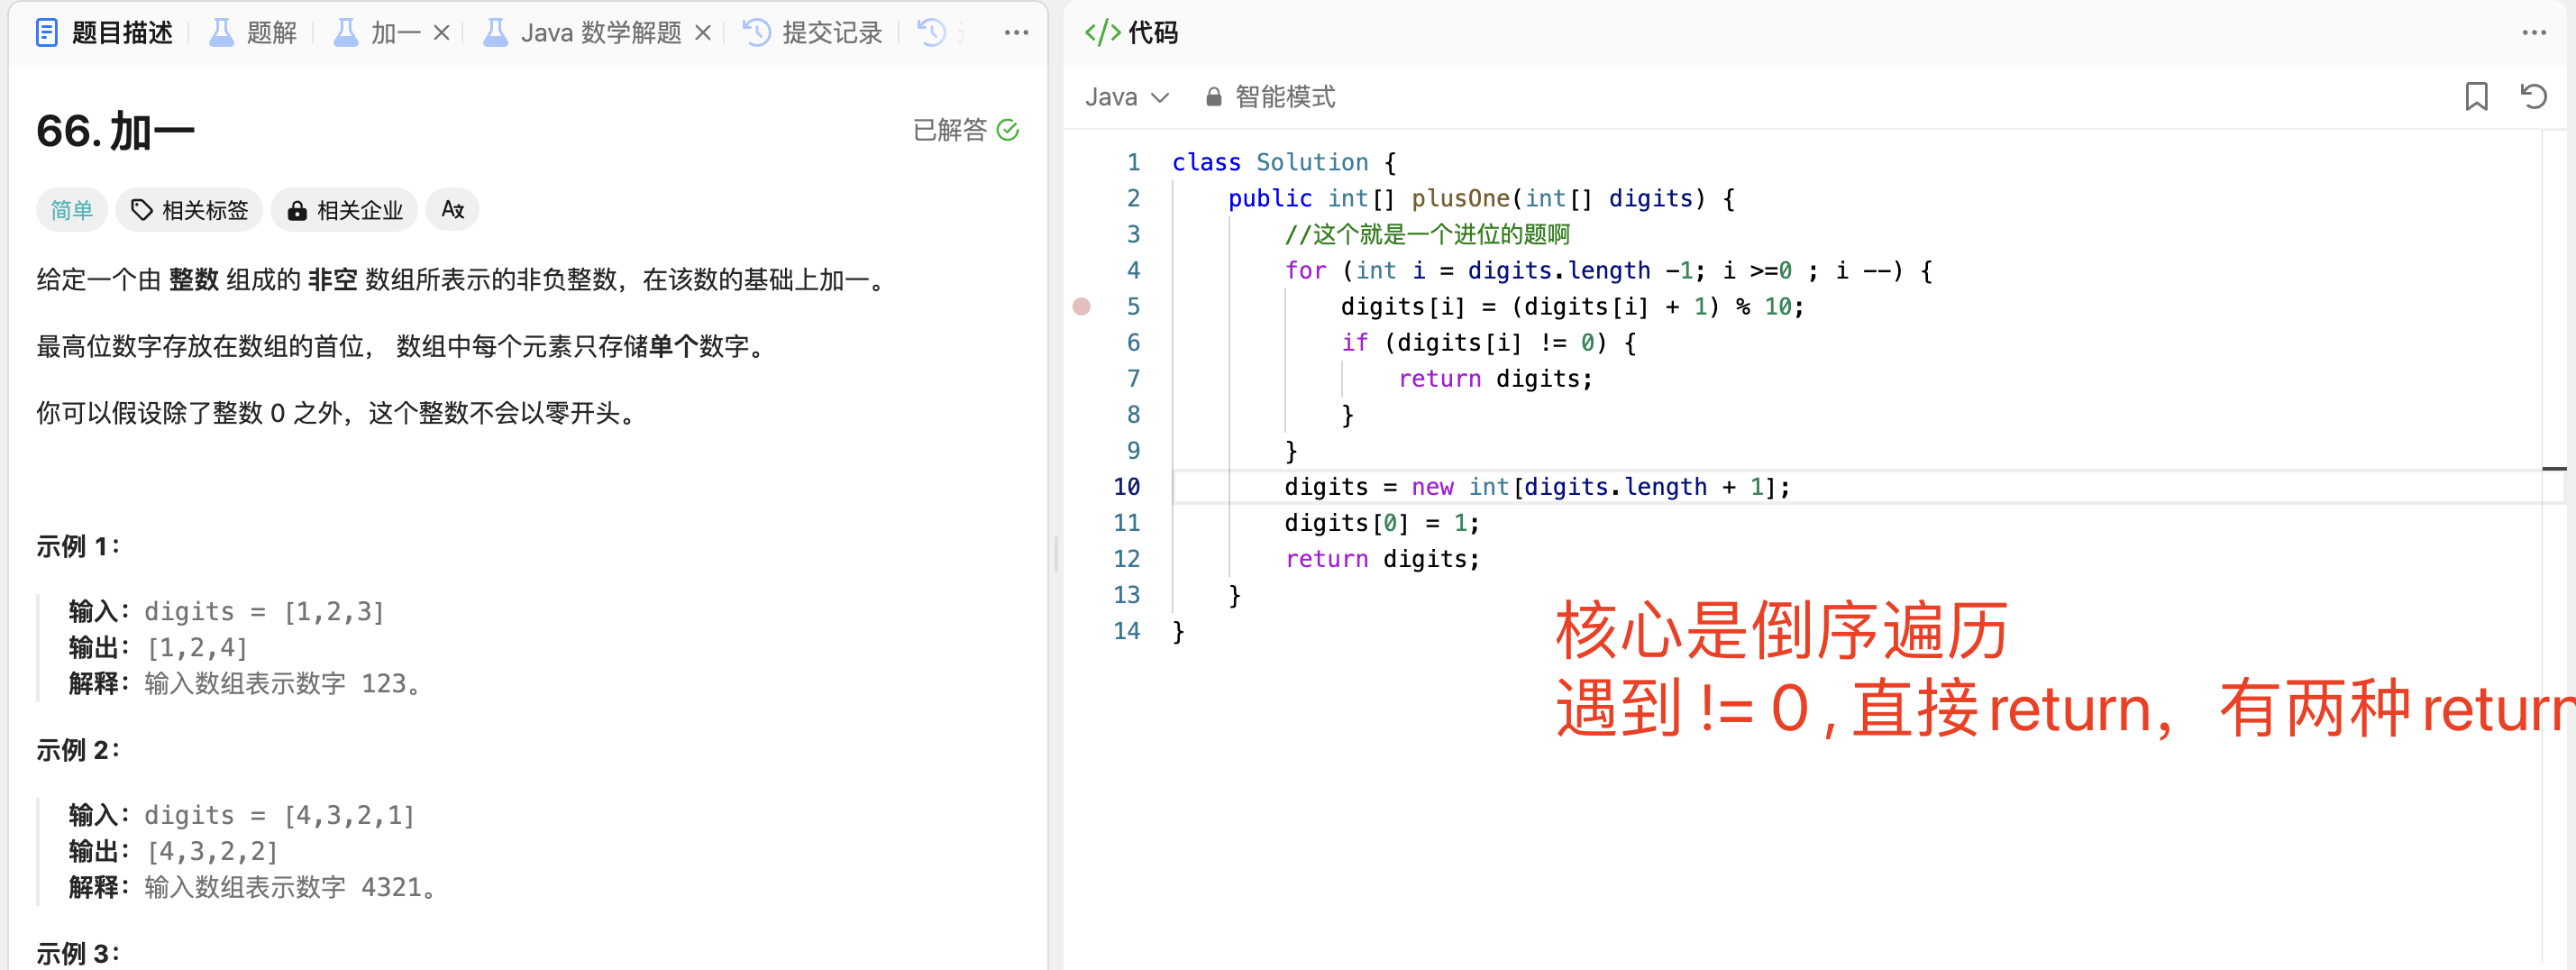 题目描述 题解 加一 Java 数学解题 提交记录
66. 加一
已解答
简单 相关标签 相关企业
给定一个由 整数 组成的 非空 数组所表示的非负整数，在该数的基础上加一。
最高位数字存放在数组的首位， 数组中每个元素只存储单个数字。
你可以假设除了整数 0 之外，这个整数不会以零开头。
示例 1：
输入：digits = [1,2,3]
输出：[1,2,4]
解释：输入数组表示数字 123。
示例 2：
输入：digits = [4,3,2,1]
输出：[4,3,2,2]
解释：输入数组表示数字 4321。
示例 3：
</> 代码
Java 智能模式
1 class Solution {
2 public int[] plusOne(int[] digits) {
3 //这个就是一个进位的题啊
4 for (int i = digits.length -1; i >=0 ; i --) {
5 digits[i] = (digits[i] + 1) % 10;
6 if (digits[i] != 0) {
7 return digits;
8 }
9 }
10 digits = new int[digits.length + 1];
11 digits[0] = 1;
12 return digits;
13 }
14 }
核心是倒序遍历
遇到 != 0 , 直接return， 有两种return